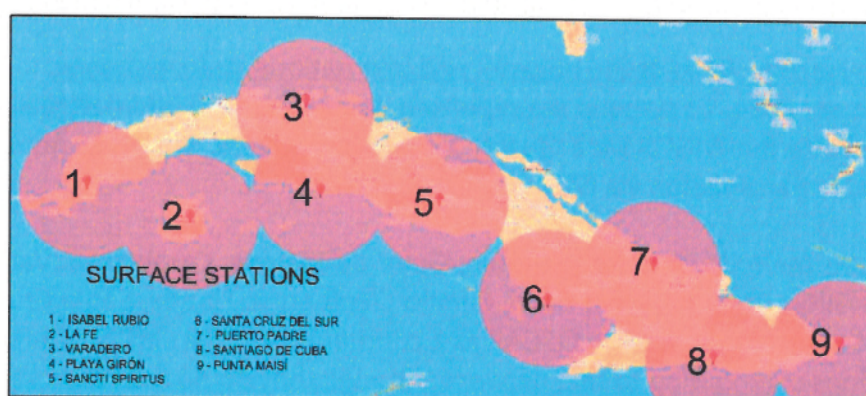 3
1
2
4
5
7
6
8
9
SURFACE STATIONS
1 - ISABEL RUBIO
2 - LA FE
3 - VARADERO
4 - PLAYA GIRÓN
5 - SANCTI SPIRITUS
6 - SANTA CRUZ DEL SUR
7 - PUERTO PADRE
8 - SANTIAGO DE CUBA
9 - PUNTA MAISÍ